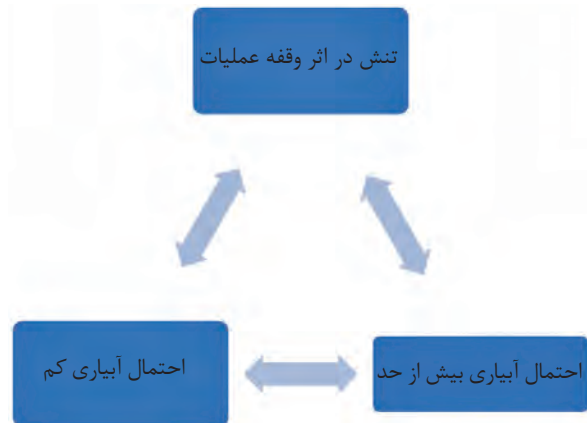 تنش در اثر وقفه عملیات
احتمال آبیاری بیش از حد
احتمال آبیاری کم